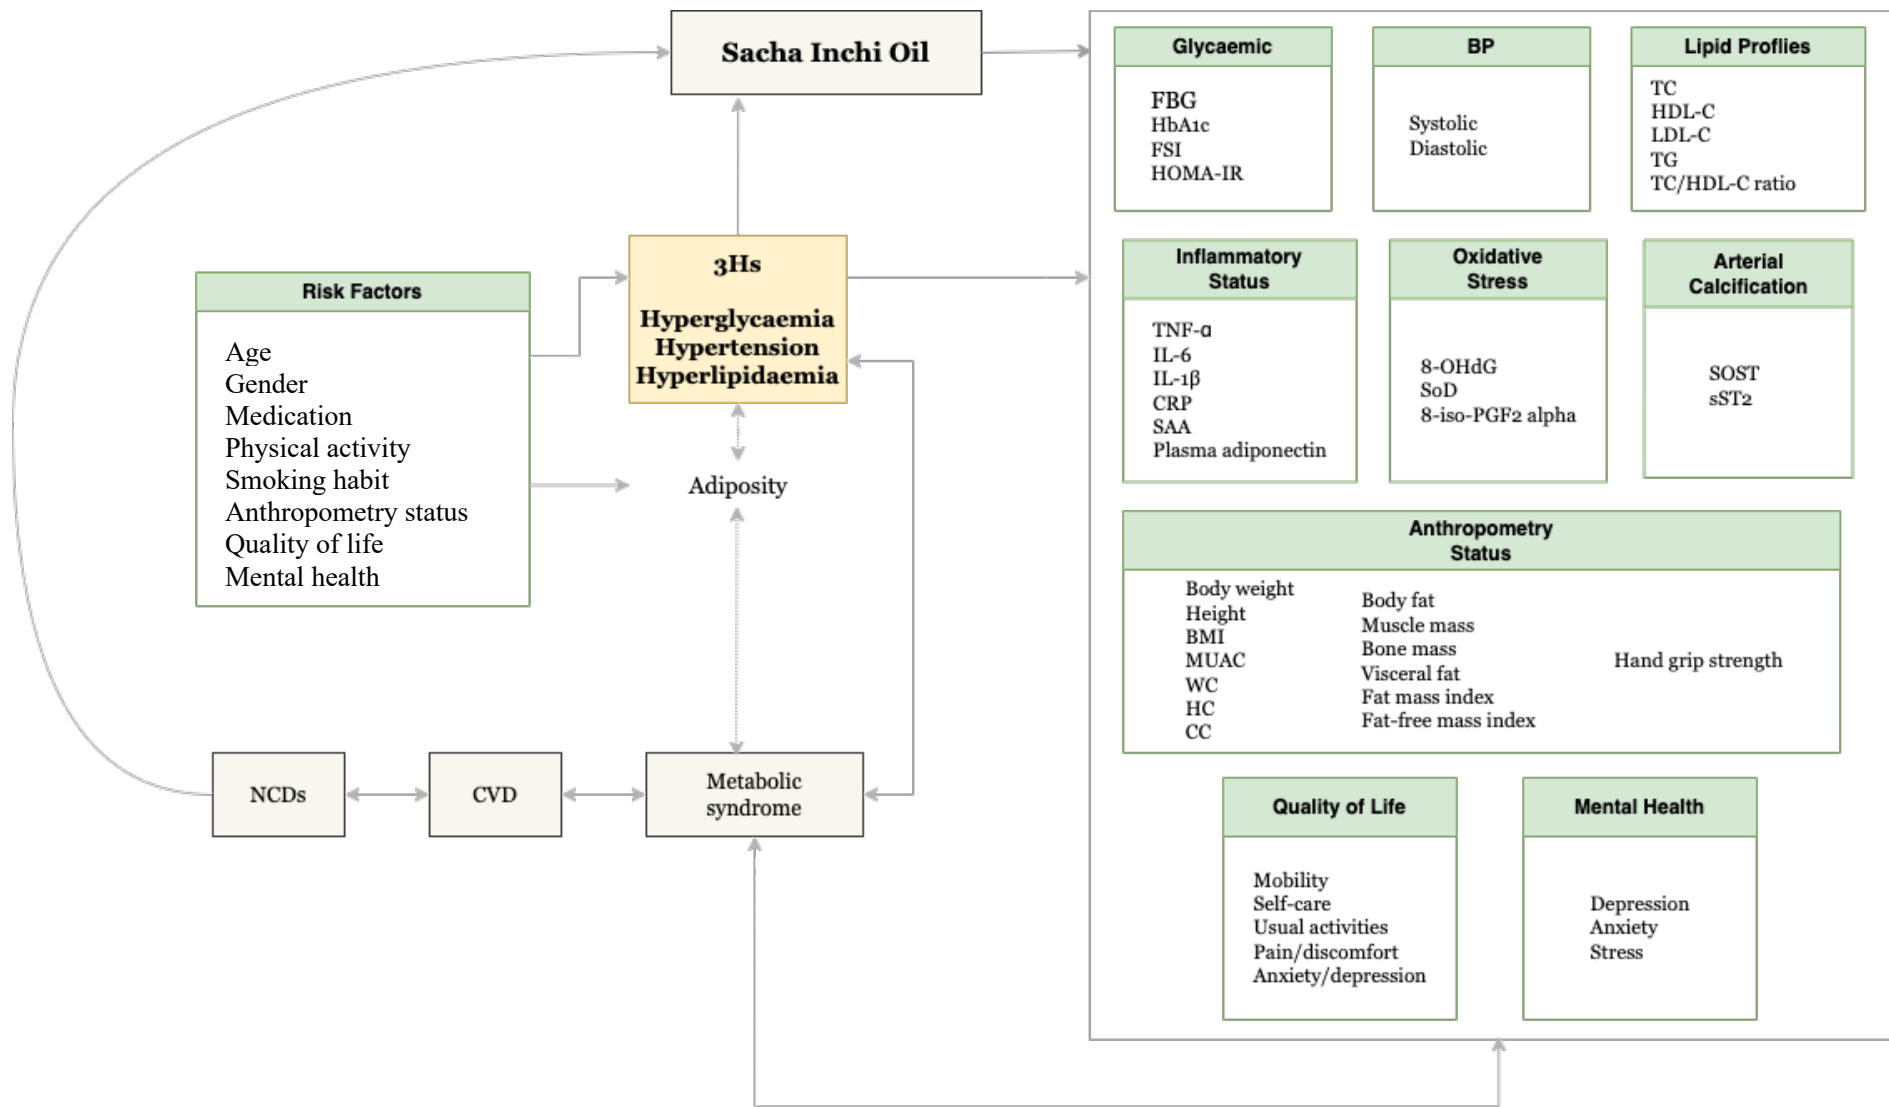 Sacha Inchi Oil
3Hs
Hyperglycaemia
Hypertension
Hyperlipidaemia
Risk Factors
Age
Gender
Medication
Physical activity
Smoking habit
Anthropometry status
Quality of life
Mental health
Adiposity
NCDs
CVD
Metabolic
syndrome
Glycaemic
FBG
HbA1c
FSI
HOMA-IR
BP
Systolic
Diastolic
Lipid Proflies
TC
HDL-C
LDL-C
TG
TC/HDL-C ratio
Inflammatory
Status
TNF-α
IL-6
IL-1β
CRP
SAA
Plasma adiponectin
Oxidative
Stress
8-OHdG
SoD
8-iso-PGF2 alpha
Arterial
Calcification
SOST
sST2
Anthropometry
Status
Body weight
Height
BMI
MUAC
WC
HC
CC
Body fat
Muscle mass
Bone mass
Visceral fat
Fat mass index
Fat-free mass index
Hand grip strength
Quality of Life
Mobility
Self-care
Usual activities
Pain/discomfort
Anxiety/depression
Mental Health
Depression
Anxiety
Stress